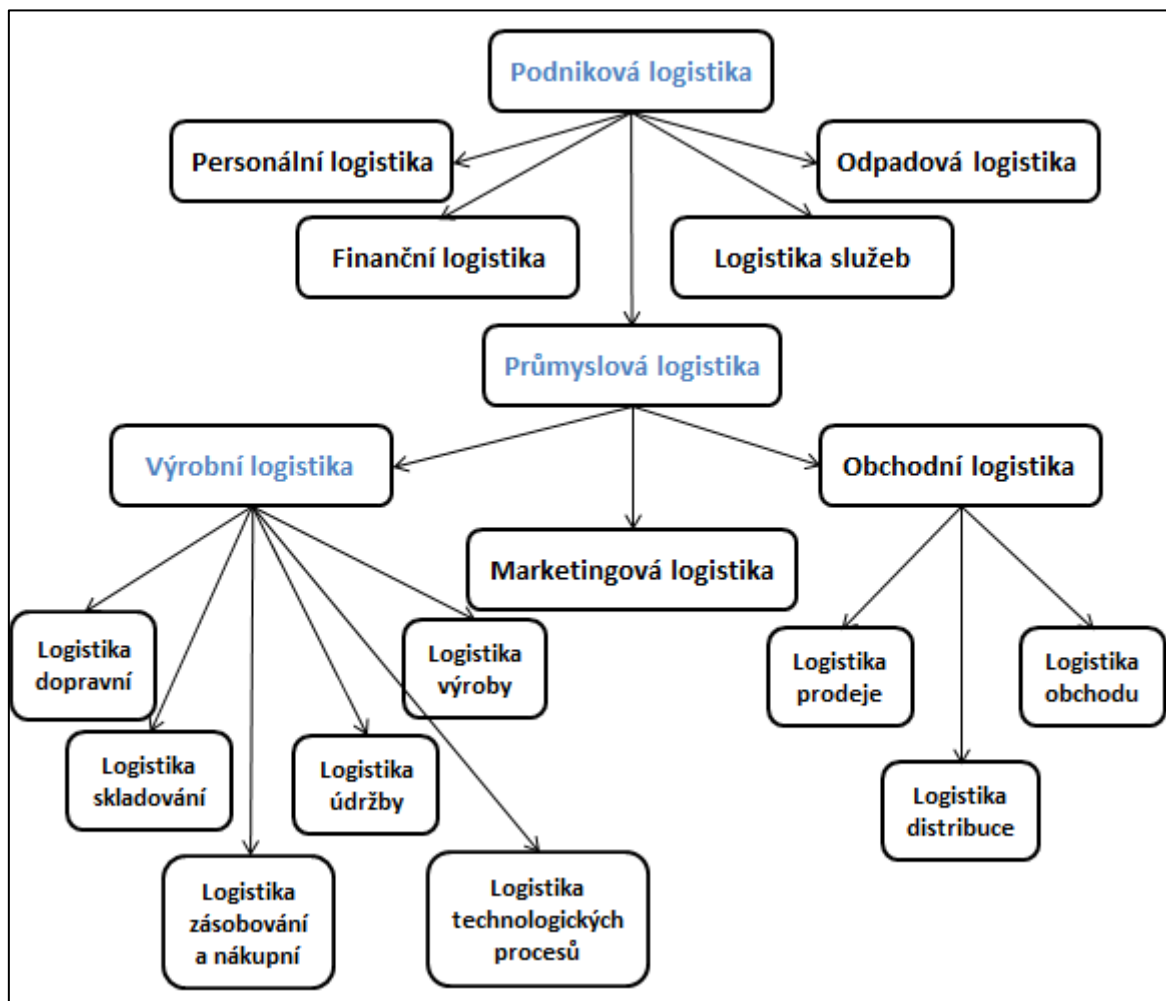 Podniková logistika
Personální logistika
Odpadová logistika
Finanční logistika
Logistika služeb
Průmyslová logistika
Výrobní logistika
Obchodní logistika
Marketingová logistika
Logistika
dopravní
Logistika
výroby
Logistika
prodeje
Logistika
obchodu
Logistika
skladování
Logistika
údržby
Logistika
distribuce
Logistika
zásobování
a nákupní
Logistika
technologických
procesů